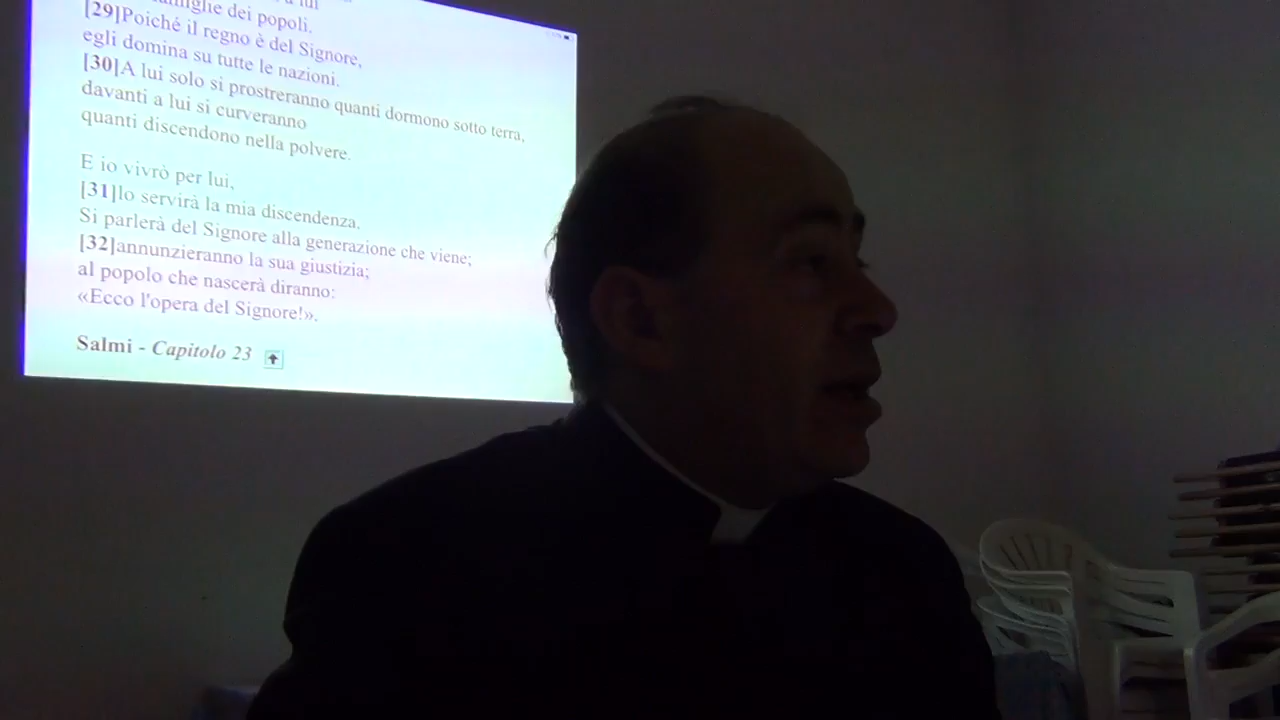 famiglie dei popoli.
[29]Poiché il regno è del Signore,
egli domina su tutte le nazioni.
[30]A lui solo si prostreranno quanti dormono sotto terra,
davanti a lui si curveranno
quanti discendono nella polvere.
E io vivrò per lui,
[31]lo servirà la mia discendenza.
Si parlerà del Signore alla generazione che viene;
[32]annunzieranno la sua giustizia;
al popolo che nascerà diranno:
«Ecco l'opera del Signore!».
Salmi - Capitolo 23